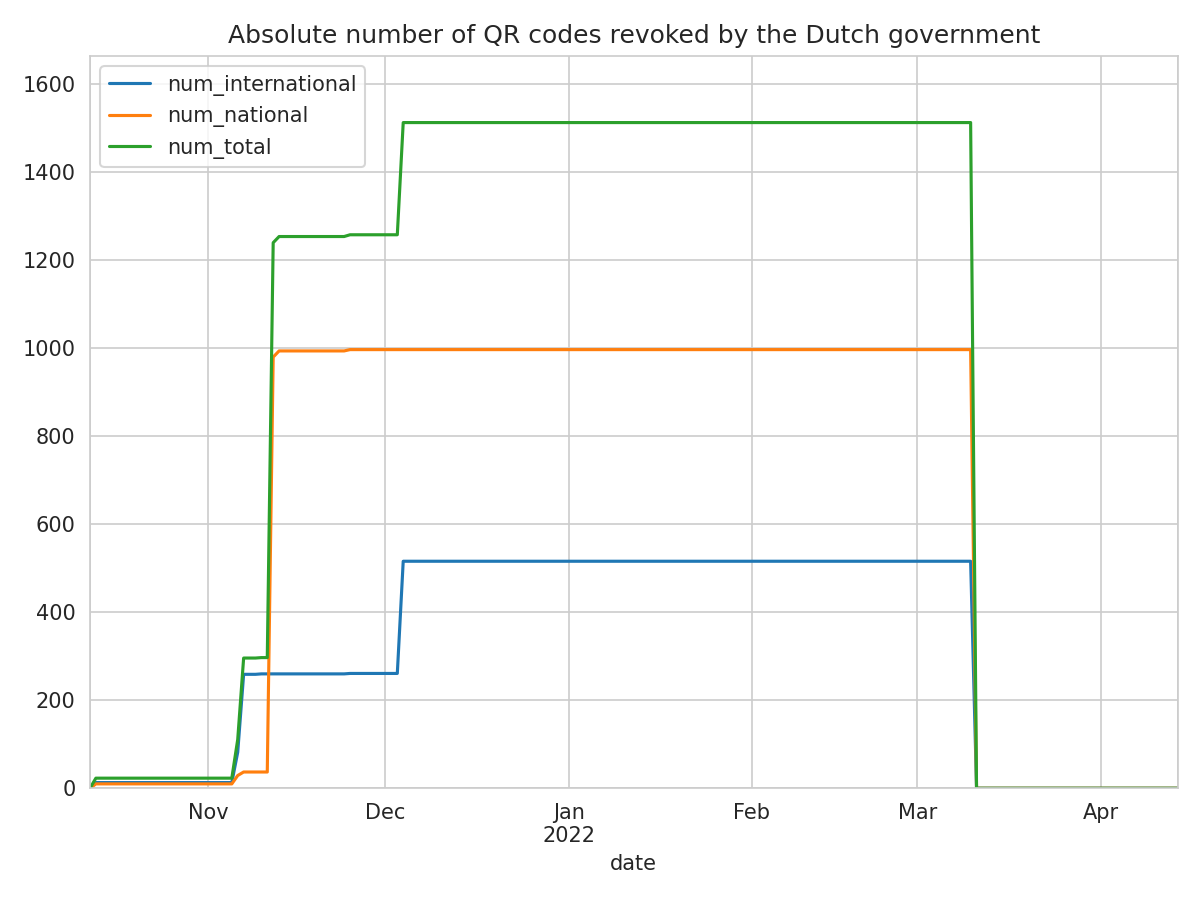 Absolute number of QR codes revoked by the Dutch government
num_international
num_national
num_total
1600
1400
1200
1000
800
600
400
200
0
Nov Dec Jan Feb Mar Apr
2022
date